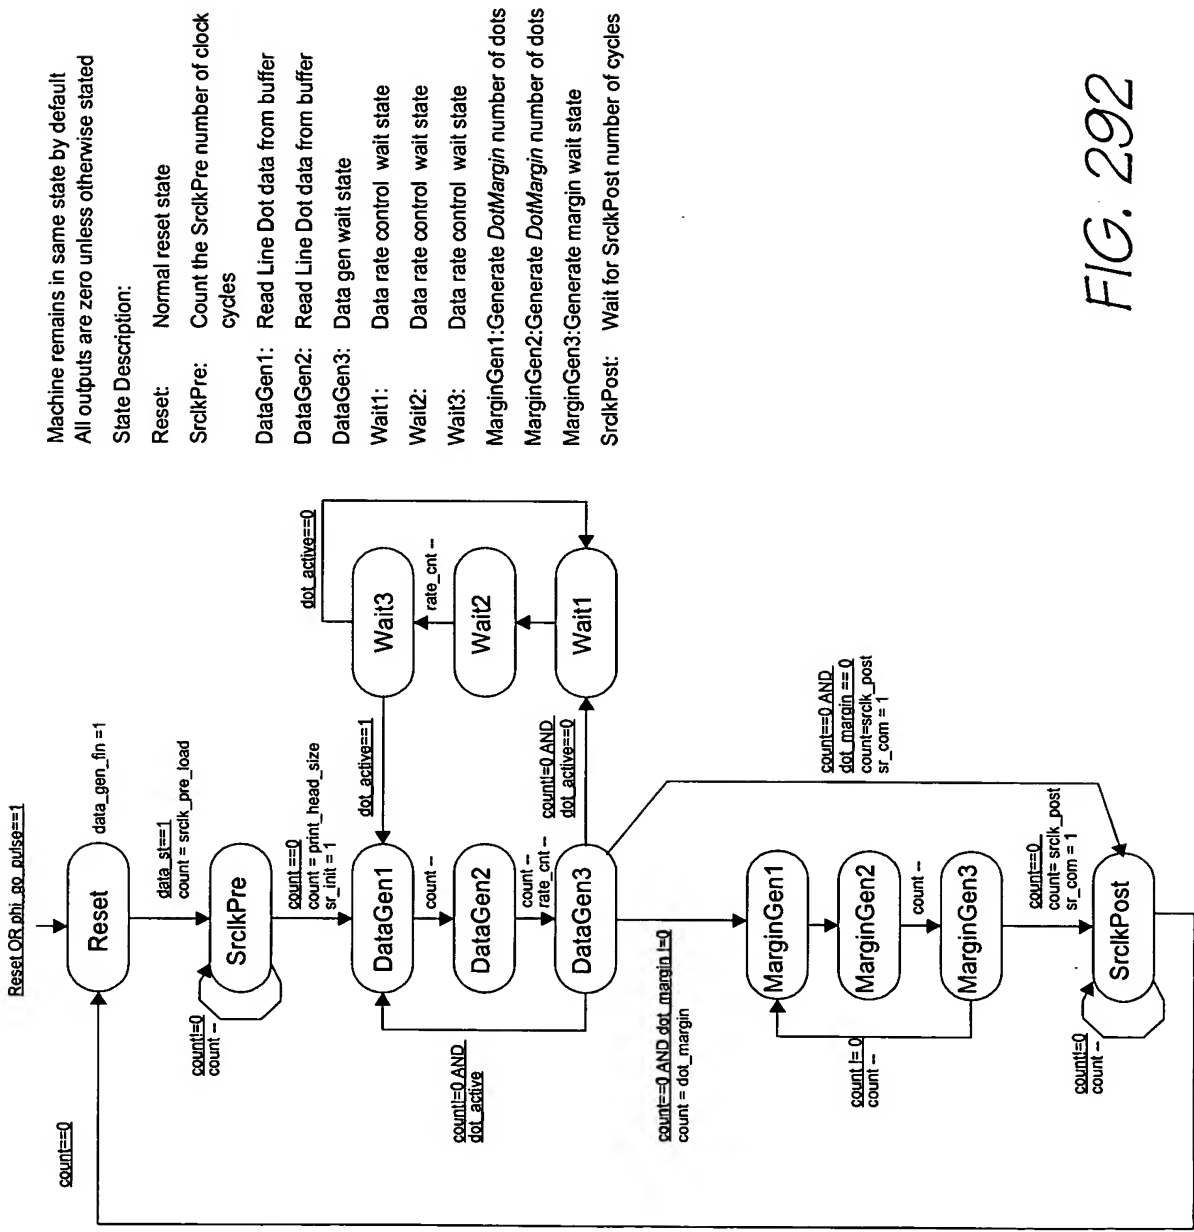 Reset OR phi_go_pulse==1
Reset
data_gen_fin =1
count==0
data_st==1
count = srclk_pre_load
SrclkPre
count!=0
count --
count ==0
count = print_head_size
sr_init = 1
DataGen1
count --
DataGen2
count --
rate_cnt --
DataGen3
count!=0 AND
dot_active
dot_active==1
count!=0 AND
dot_active==0
Wait3
dot_active==0
rate_cnt --
Wait2
Wait1
count==0 AND dot_margin !=0
count = dot_margin
count==0 AND
dot_margin == 0
count=srclk_post
sr_com = 1
MarginGen1
MarginGen2
count --
MarginGen3
count != 0
count --
count==0
count= srclk_post
sr_com = 1
SrclkPost
count!=0
count --
Machine remains in same state by default
All outputs are zero unless otherwise stated
State Description:
Reset: Normal reset state
SrclkPre: Count the SrclkPre number of clock
cycles
DataGen1: Read Line Dot data from buffer
DataGen2: Read Line Dot data from buffer
DataGen3: Data gen wait state
Wait1: Data rate control wait state
Wait2: Data rate control wait state
Wait3: Data rate control wait state
MarginGen1:Generate DotMargin number of dots
MarginGen2:Generate DotMargin number of dots
MarginGen3:Generate margin wait state
SrclkPost: Wait for SrclkPost number of cycles
FIG. 292